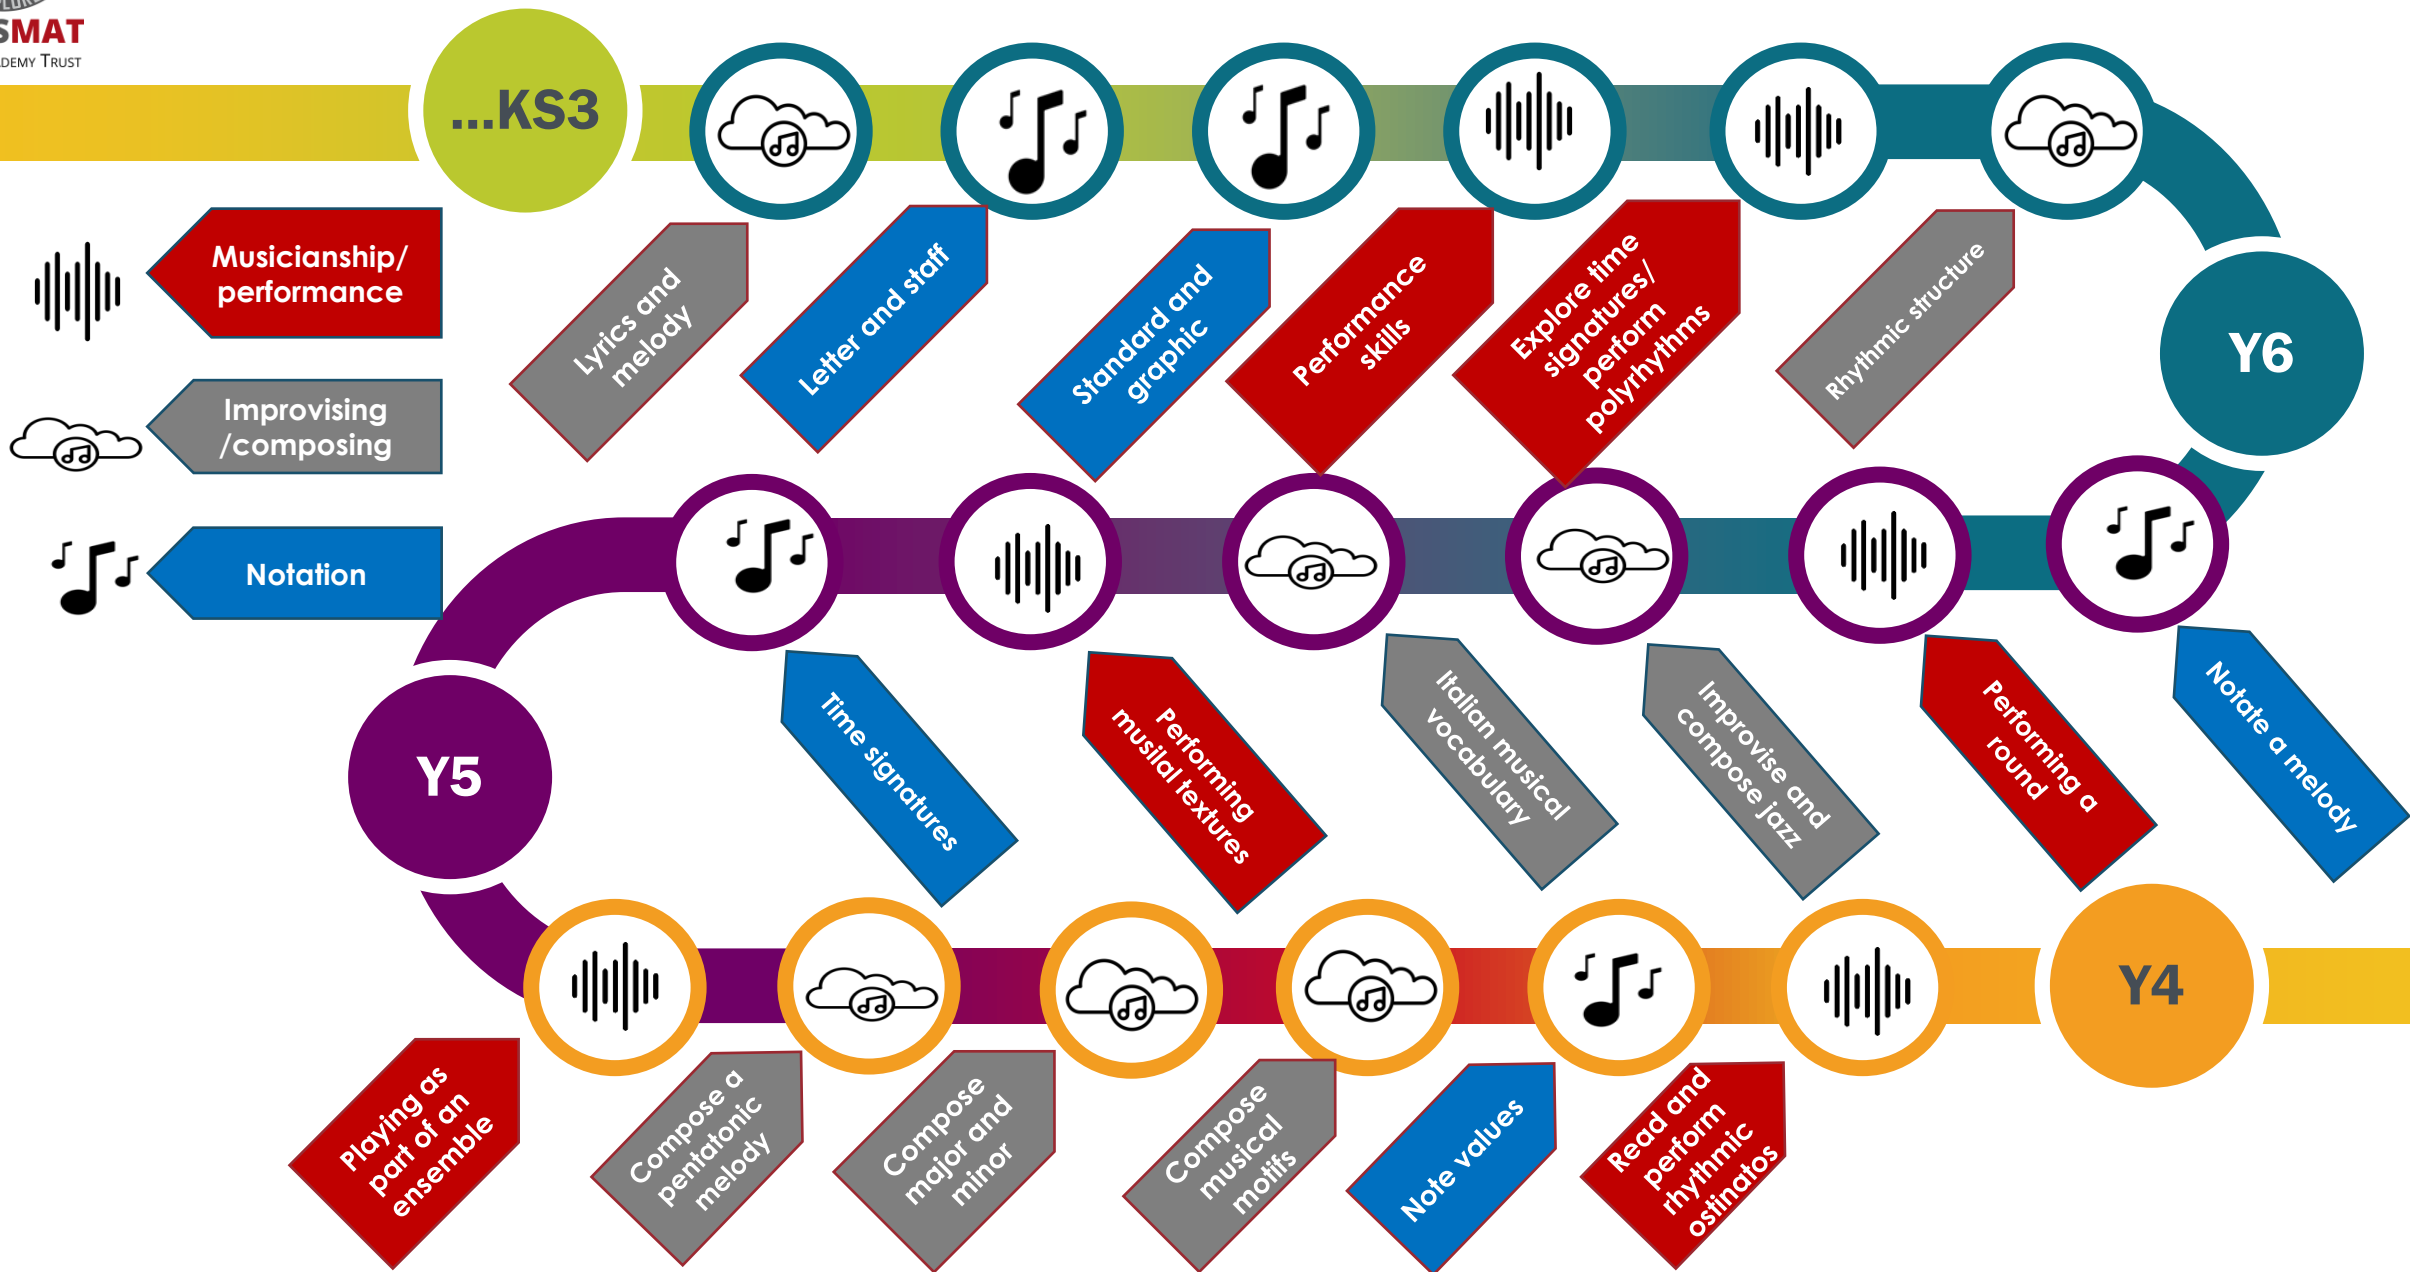 SMAT
DEMY TRUST
...KS3
Musicianship/
performance
Improvising
/composing
Notation
Lyrics and
melody
Letter and staff
Standard and
graphic
Performance
skills
Explore time
signatures/
perform
polyrhythms
Rhythmic structure
Y6
Y5
Time signatures
Performing
musilal textures
Italian musical
vocabulary
Improvise and
compose jazz
Performing a
round
Notate a melody
Y4
Playing as
part of an
ensemble
Compose a
pentatonic
melody
Compose
major and
minor
Compose
musical
motifs
Note values
Read and
perform
rhythmic
ostinatos